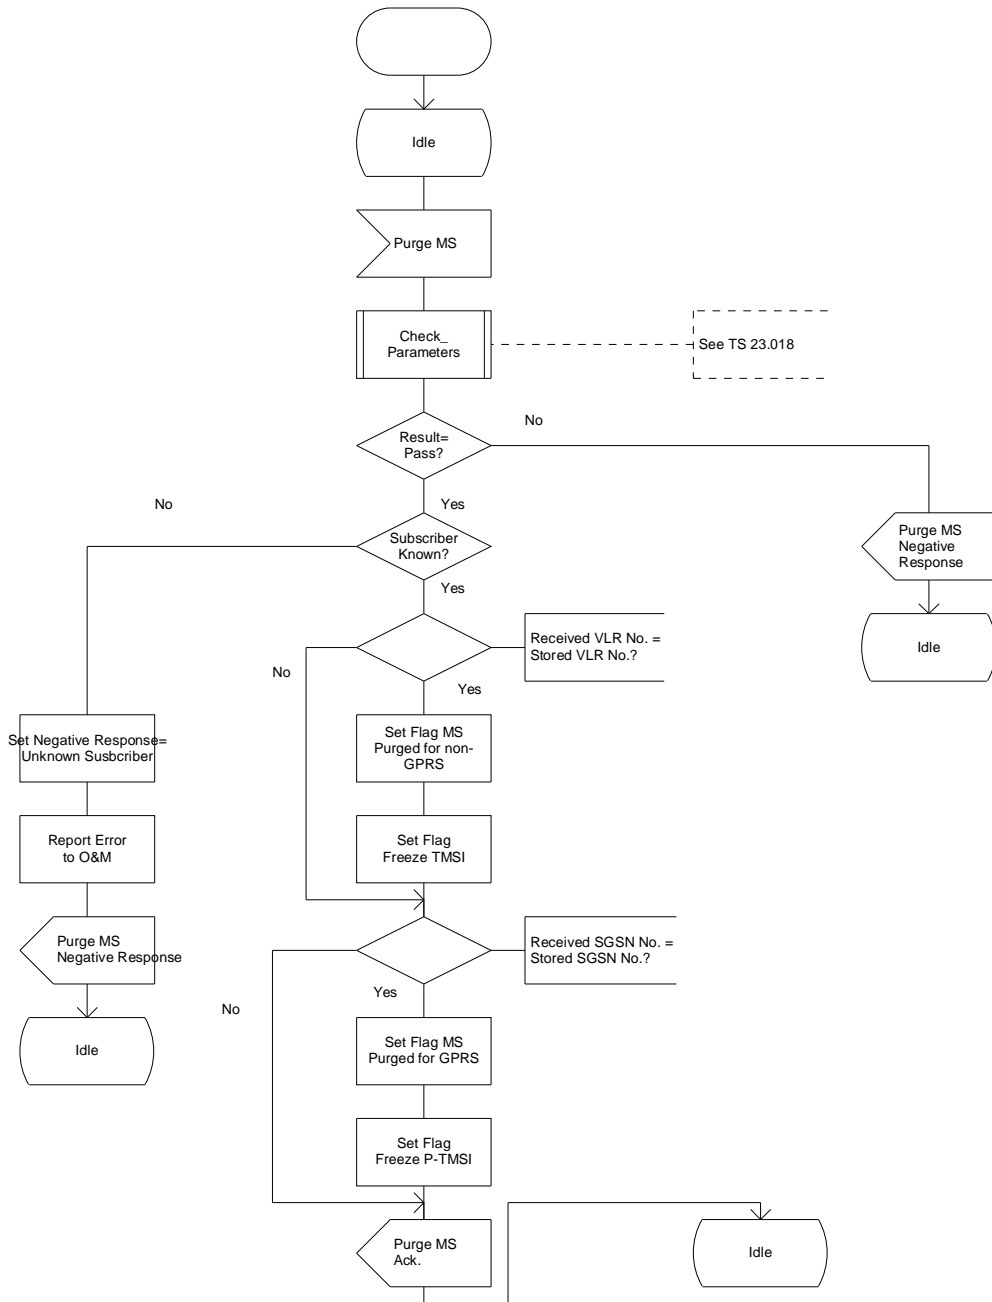 Idle
Purge MS
Check_
Parameters
See TS 23.018
Result=
Pass?
No
Yes
No
Subscriber
Known?
Purge MS
Negative
Response
Yes
Received VLR No. =
Stored VLR No.?
Idle
No
Yes
Set Negative Response=
Unknown Susbcriber
Set Flag MS
Purged for non-
GPRS
Report Error
to O&M
Set Flag
Freeze TMSI
Purge MS
Negative Response
Received SGSN No. =
Stored SGSN No.?
Yes
No
Idle
Set Flag MS
Purged for GPRS
Set Flag
Freeze P-TMSI
Purge MS
Ack.
Idle